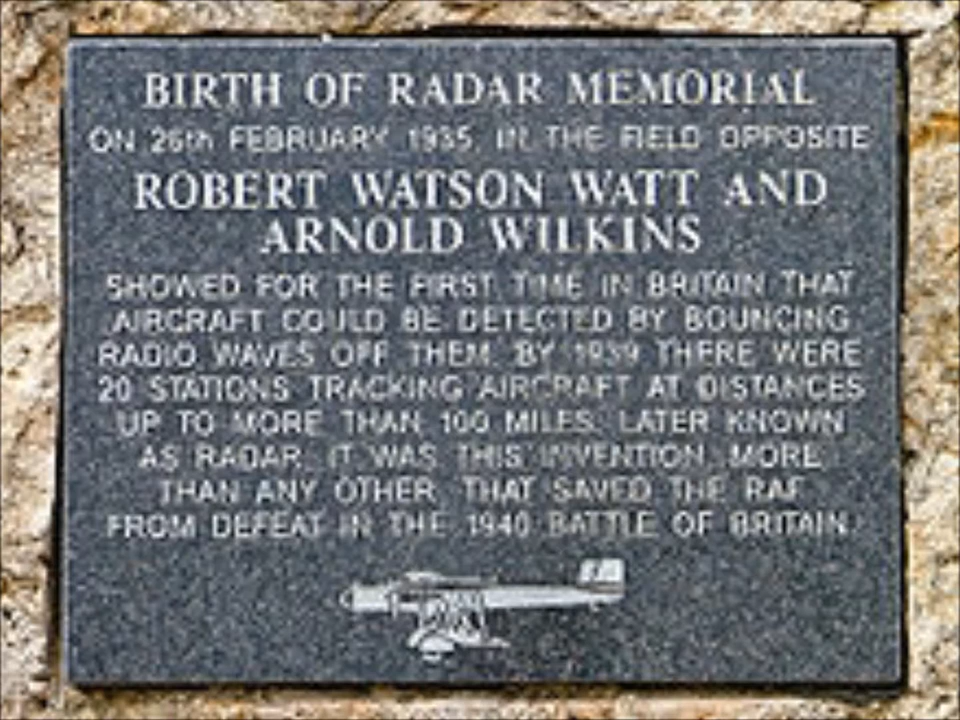 BIRTH OF RADAR MEMORIAL
ON 26th FEBRUARY 1935, IN THE FIELD OPPOSITE
ROBERT WATSON WATT AND
ARNOLD WILKINS
SHOWED FOR THE FIRST TIME IN BRITAIN THAT
AIRCRAFT COULD BE DETECTED BY BOUNCING
RADIO WAVES OFF THEM. BY 1939 THERE WERE
20 STATIONS TRACKING AIRCRAFT AT DISTANCES
UP TO MORE THAN 100 MILES. LATER KNOWN
AS RADAR, IT WAS THIS INVENTION, MORE
THAN ANY OTHER, THAT SAVED THE RAF
FROM DEFEAT IN THE 1940 BATTLE OF BRITAIN.